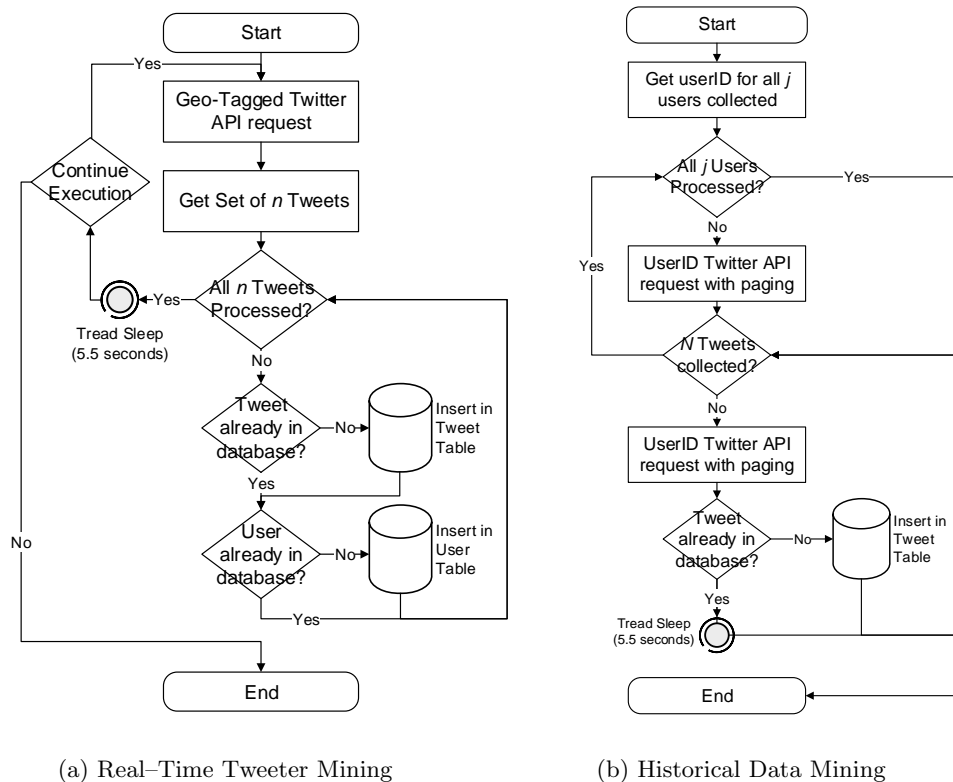 Start
Yes
Geo-Tagged Twitter
API request
Continue
Execution
Get Set of n Tweets
All n Tweets
Processed?
Yes
Tread Sleep
(5.5 seconds)
No
Tweet
already in
database?
No
Insert in
Tweet
Table
Yes
User
already in
database?
No
Insert in
User
Table
Yes
No
End
(a) Real–Time Tweeter Mining
Start
Get userID for all j
users collected
All j Users
Processed?
Yes
No
Yes
UserID Twitter API
request with paging
N Tweets
collected?
No
UserID Twitter API
request with paging
Tweet
already in
database?
No
Insert in
Tweet
Table
Yes
Tread Sleep
(5.5 seconds)
End
(b) Historical Data Mining